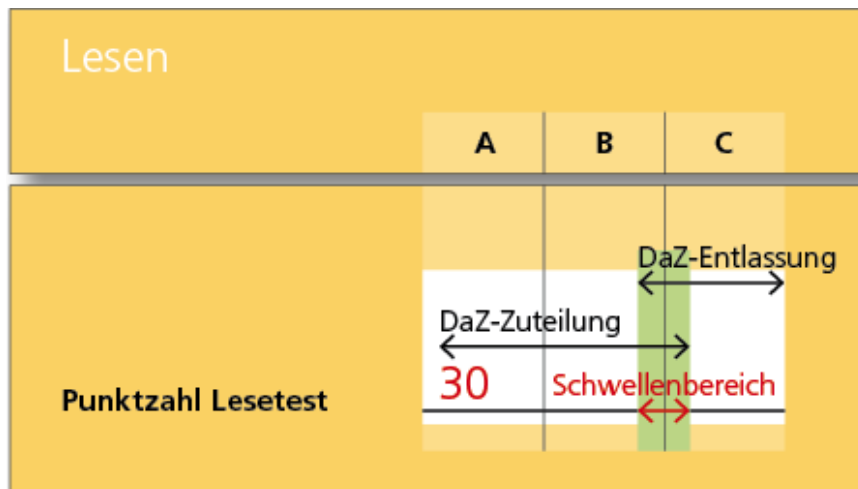 Lesen
A B C
DaZ-Entlassung
DaZ-Zuteilung
30 Schwellenbereich
Punktzahl Lesetest